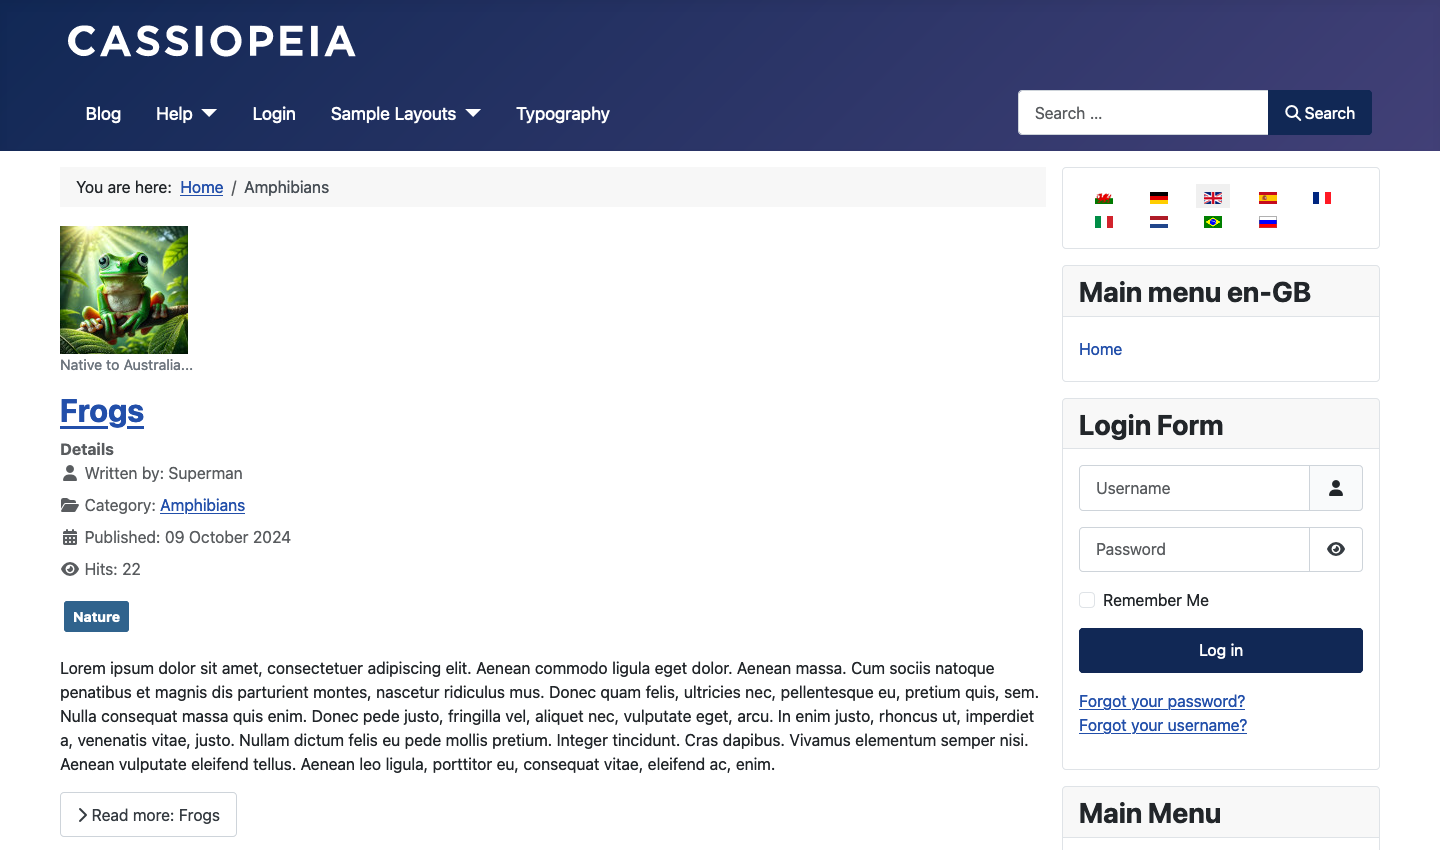 CASSIOPEIA
Blog
Help
Login
Sample Layouts
Typography
Search ...
Search
You are here: Home / Amphibians
Native to Australia...
Frogs
Details
Written by: Superman
Category: Amphibians
Published: 09 October 2024
Hits: 22
Nature
Lorem ipsum dolor sit amet, consectetuer adipiscing elit. Aenean commodo ligula eget dolor. Aenean massa. Cum sociis natoque
penatibus et magnis dis parturient montes, nascetur ridiculus mus. Donec quam felis, ultricies nec, pellentesque eu, pretium quis, sem.
Nulla consequat massa quis enim. Donec pede justo, fringilla vel, aliquet nec, vulputate eget, arcu. In enim justo, rhoncus ut, imperdiet
a, venenatis vitae, justo. Nullam dictum felis eu pede mollis pretium. Integer tincidunt. Cras dapibus. Vivamus elementum semper nisi.
Aenean vulputate eleifend tellus. Aenean leo ligula, porttitor eu, consequat vitae, eleifend ac, enim.
Read more: Frogs
Main menu en-GB
Home
Login Form
Username
Password
Remember Me
Log in
Forgot your password?
Forgot your username?
Main Menu